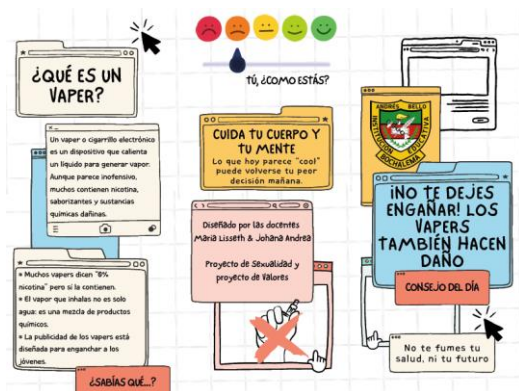 ¿QUÉ ES UN
VAPER?
Un vaper o cigarrillo electrónico
es un dispositivo que calienta
un líquido para generar vapor.
Aunque parece inofensivo,
muchos contienen nicotina,
saborizantes y sustancias
químicas dañinas.
• Muchos vapers dicen "0%
nicotina" pero sí la contienen.
• El vapor que inhalas no es solo
agua: es una mezcla de productos
químicos.
• La publicidad de los vapers está
diseñada para enganchar a los
jóvenes.
¿SABÍAS QUÉ...?
TÚ, ¿COMO ESTÁS?
CUIDA TU CUERPO Y
TU MENTE
Lo que hoy parece "cool"
puede volverse tu peor
decisión mañana.
Diseñado por las docentes
Maria Lisseth & Johana Andrea
Proyecto de Sexualidad y
proyecto de Valores
ANDRÉS BELLO
INSTITUCIÓN EDUCATIVA
BOCHALEMA
¡NO TE DEJES
ENGAÑAR! LOS
VAPERS
TAMBIÉN HACEN
DAÑO
CONSEJO DEL DÍA
No te fumes tu
salud, ni tu futuro